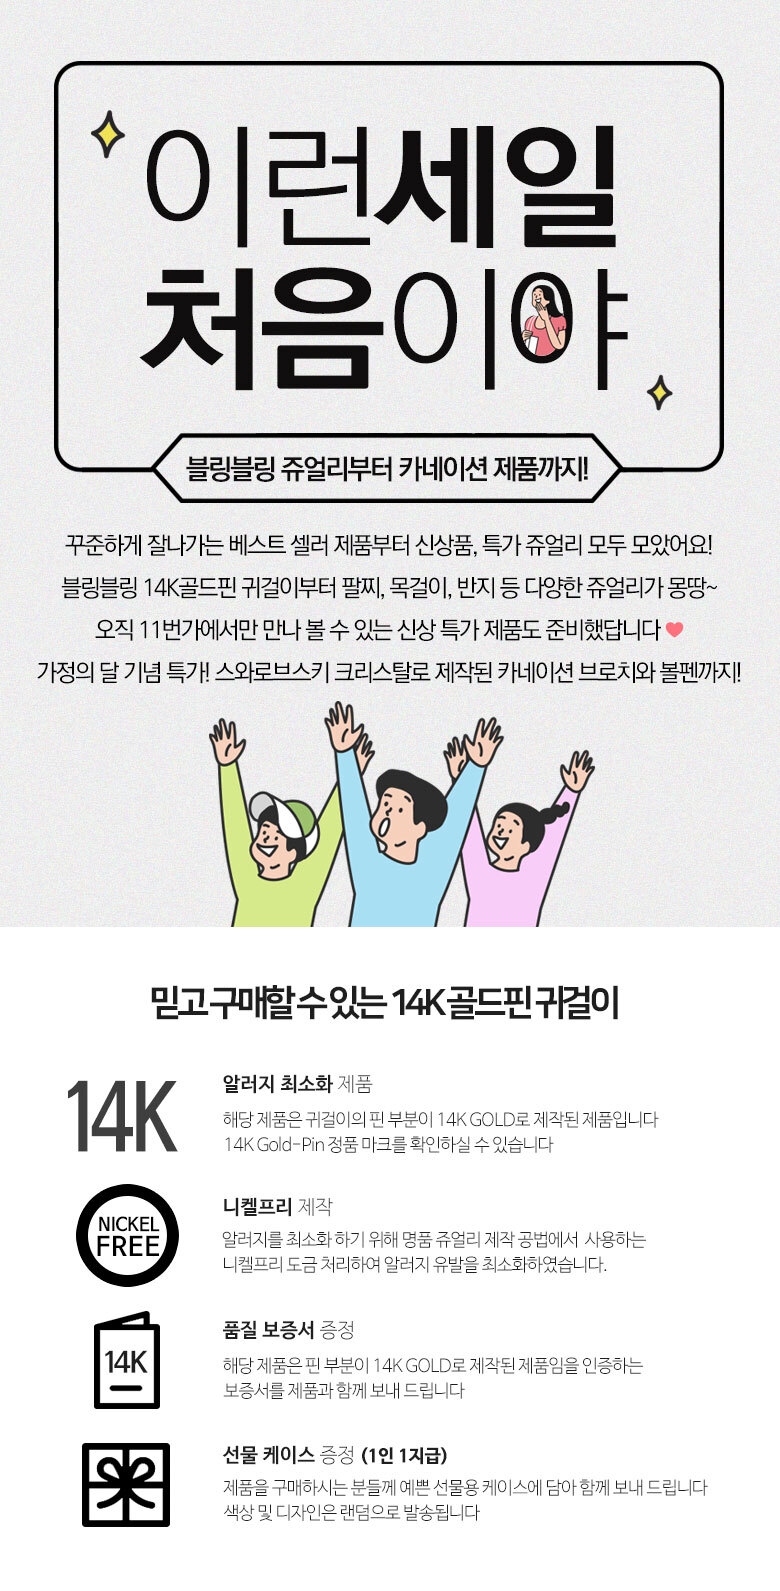 이런세일
처음이야
블링블링 쥬얼리부터 카네이션 제품까지!
꾸준하게 잘나가는 베스트 셀러 제품부터 신상품, 특가 쥬얼리 모두 모았어요!
블링블링 14K골드핀 귀걸이부터 팔찌, 목걸이, 반지 등 다양한 쥬얼리가 몽땅~
오직 11번가에서만 만나 볼 수 있는 신상 특가 제품도 준비했답니다
가정의 달 기념 특가! 스와로브스키 크리스탈로 제작된 카네이션 브로치와 볼펜까지!
믿고 구매할 수 있는 14K 골드핀 귀걸이
14K
알러지 최소화 제품
해당 제품은 귀걸이의 핀 부분이 14K GOLD로 제작된 제품입니다
14K Gold-Pin 정품 마크를 확인하실 수 있습니다
NICKEL
FREE
니켈프리 제작
알러지를 최소화 하기 위해 명품 쥬얼리 제작 공법에서 사용하는
니켈프리 도금 처리하여 알러지 유발을 최소화하였습니다.
14K
품질 보증서 증정
해당 제품은 핀 부분이 14K GOLD로 제작된 제품임을 인증하는
보증서를 제품과 함께 보내 드립니다
선물 케이스 증정 (1인 1지급)
제품을 구매하시는 분들께 예쁜 선물용 케이스에 담아 함께 보내 드립니다
색상 및 디자인은 랜덤으로 발송됩니다